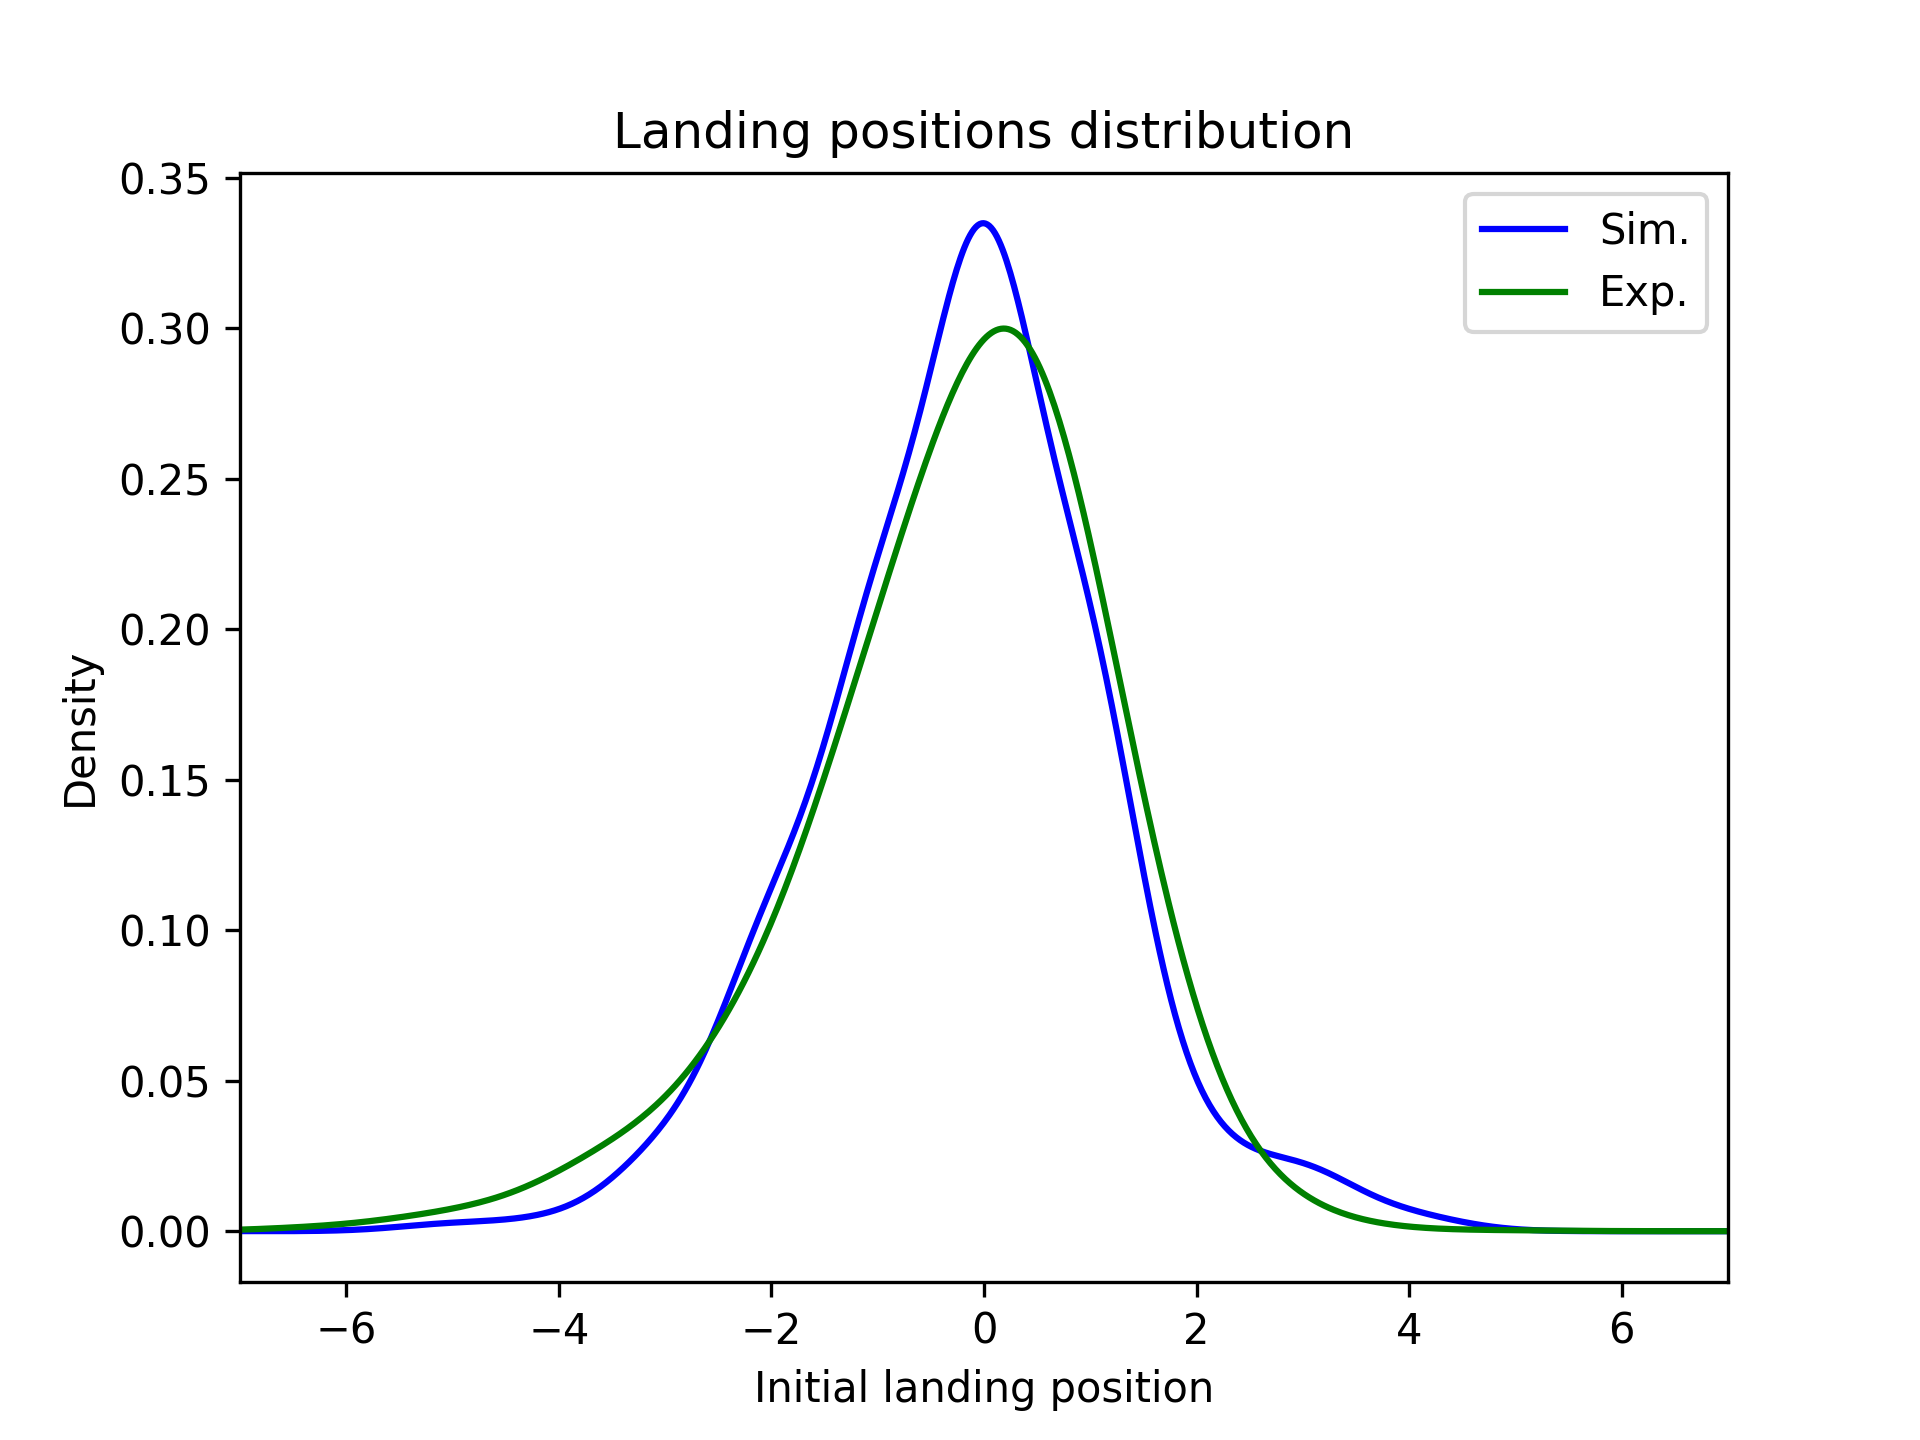 Landing positions distribution
0.35
0.30
0.25
0.20
0.15
0.10
0.05
0.00
Density
Sim.
Exp.
−6 −4 −2 0 2 4 6
Initial landing position